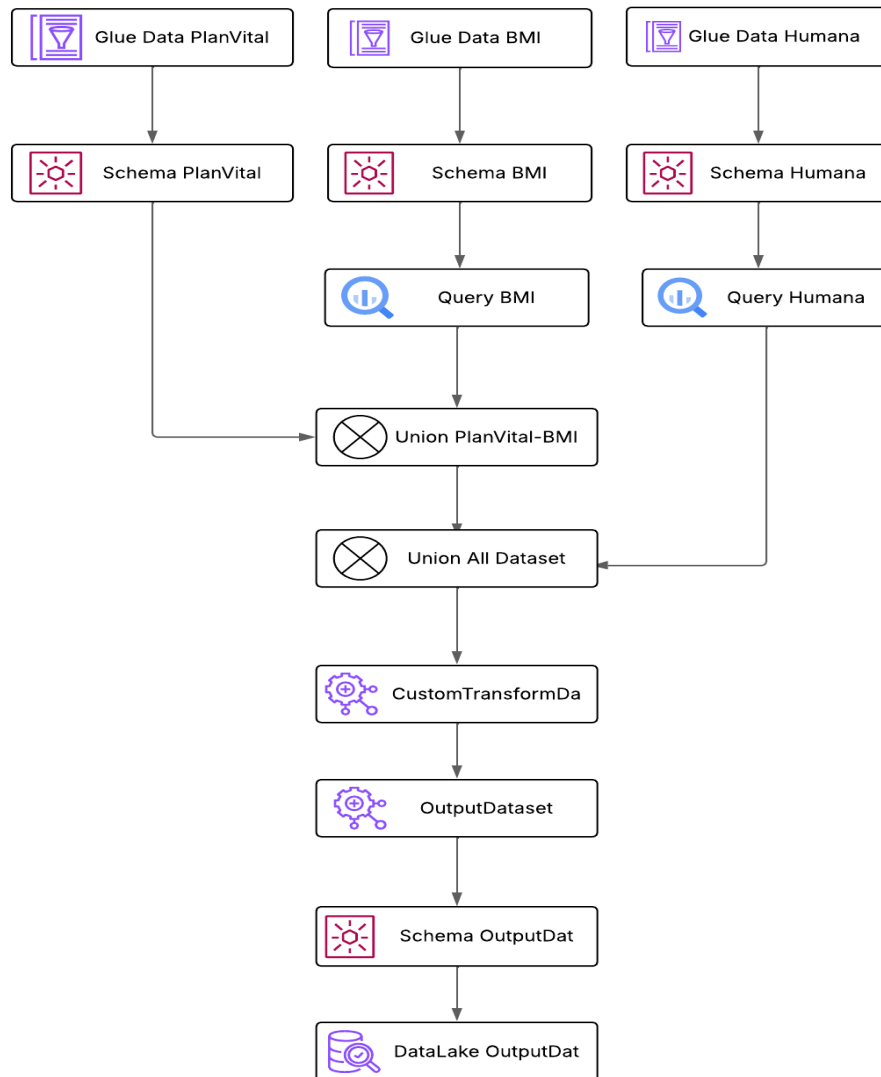 Glue Data PlanVital
Glue Data BMI
Glue Data Humana
Schema PlanVital
Schema BMI
Schema Humana
Query BMI
Query Humana
Union PlanVital-BMI
Union All Dataset
CustomTransformDa
OutputDataset
Schema OutputDat
DataLake OutputDat